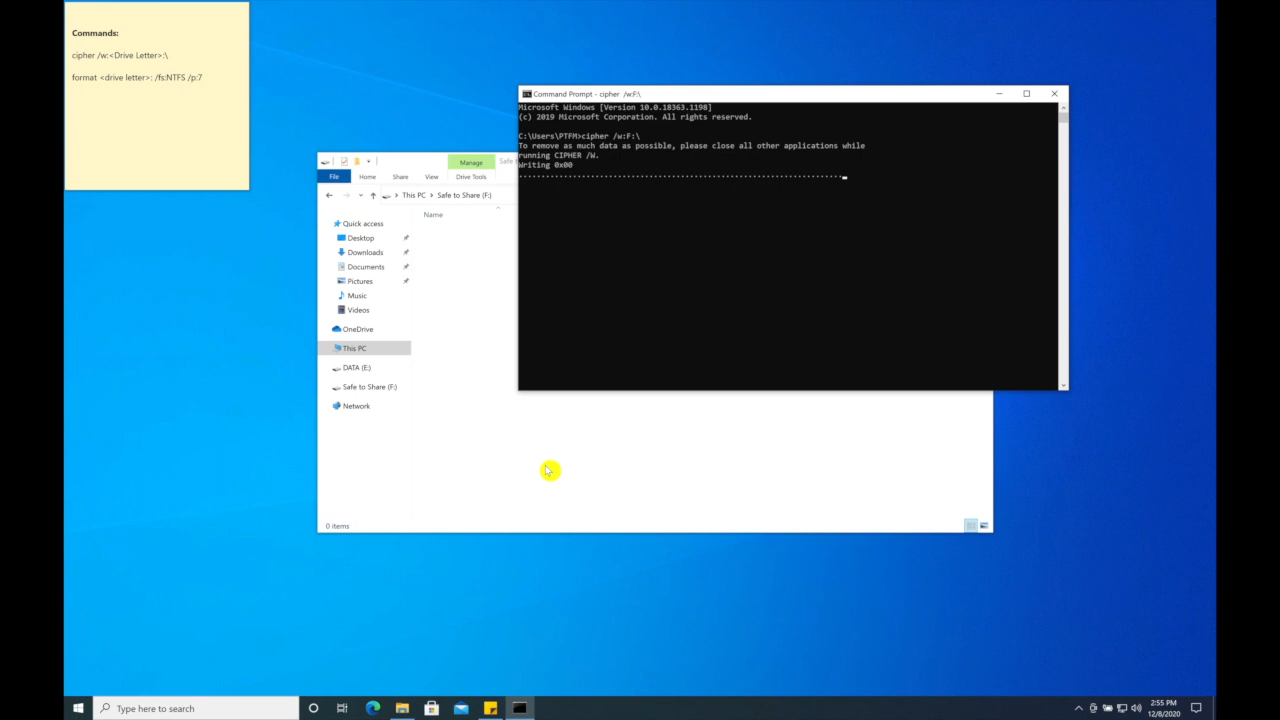 Commands:
cipher /w:<Drive Letter>:\
format <drive letter>: /fs:NTFS /p:7
Command Prompt - cipher /w:F:\
Microsoft Windows [Version 10.0.18363.1198]
(c) 2019 Microsoft Corporation. All rights reserved.
C:\Users\PTFM>cipher /w:F:\
To remove as much data as possible, please close all other applications while
running CIPHER /W.
Writing 0x00
Manage
Safe t
File
Home
Share
View
Drive Tools
This PC
Safe to Share (F:)
Name
Quick access
Desktop
Downloads
Documents
Pictures
Music
Videos
OneDrive
This PC
DATA (E:)
Safe to Share (F:)
Network
0 items
Type here to search
2:55 PM
12/8/2020